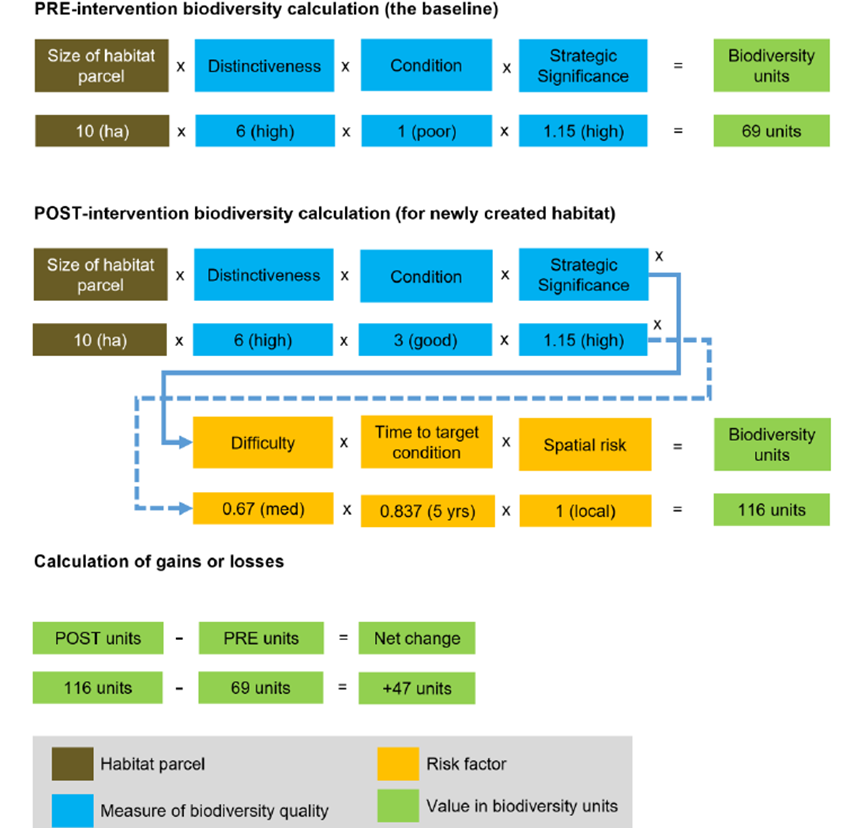 PRE-intervention biodiversity calculation (the baseline)
Size of habitat parcel x Distinctiveness x Condition x Strategic Significance = Biodiversity units
10 (ha) x 6 (high) x 1 (poor) x 1.15 (high) = 69 units
POST-intervention biodiversity calculation (for newly created habitat)
Size of habitat parcel x Distinctiveness x Condition x Strategic Significance x
10 (ha) x 6 (high) x 3 (good) x 1.15 (high) x
Difficulty x Time to target condition x Spatial risk = Biodiversity units
0.67 (med) x 0.837 (5 yrs) x 1 (local) = 116 units
Calculation of gains or losses
POST units - PRE units = Net change
116 units - 69 units = +47 units
Habitat parcel
Risk factor
Measure of biodiversity quality
Value in biodiversity units